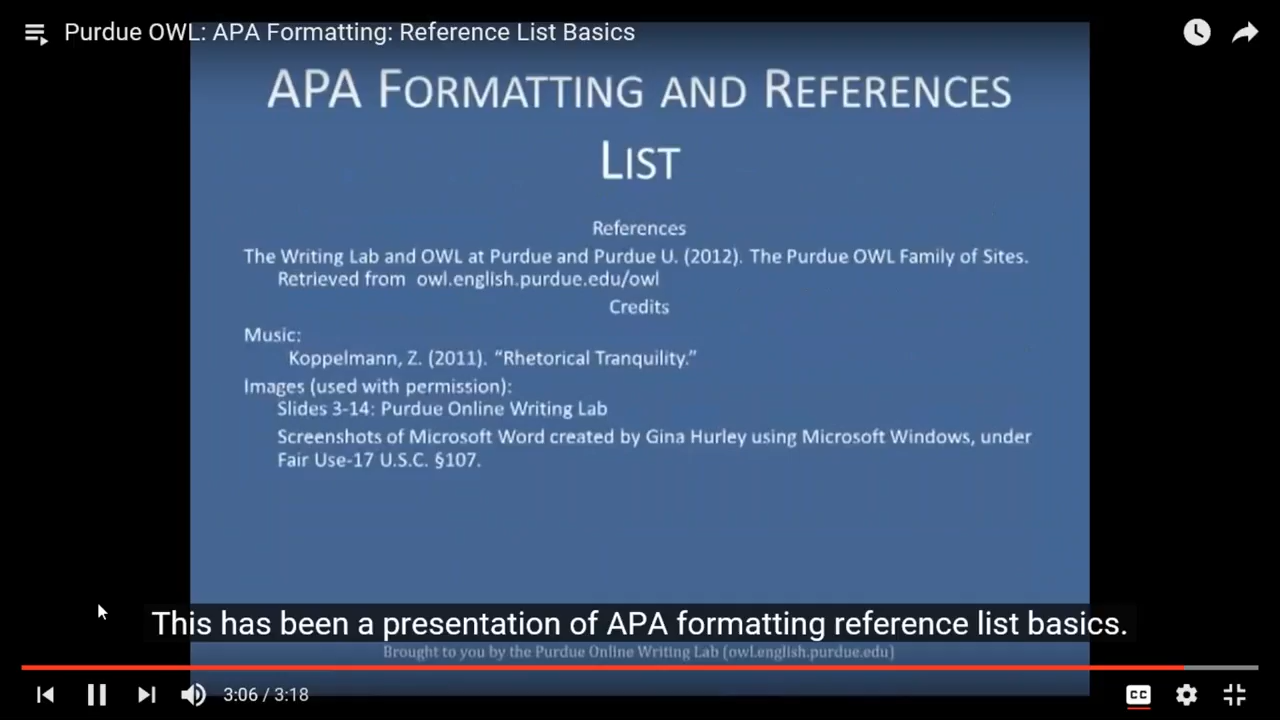 Purdue OWL: APA Formatting: Reference List Basics
APA FORMATTING AND REFERENCES
LIST
References
The Writing Lab and OWL at Purdue and Purdue U. (2012). The Purdue OWL Family of Sites.
Retrieved from owl.english.purdue.edu/owl
Credits
Music:
Koppelmann, Z. (2011). “Rhetorical Tranquility.”
Images (used with permission):
Slides 3-14: Purdue Online Writing Lab
Screenshots of Microsoft Word created by Gina Hurley using Microsoft Windows, under
Fair Use-17 U.S.C. §107.
This has been a presentation of APA formatting reference list basics.
Brought to you by the Purdue Online Writing Lab (owl.english.purdue.edu)
3:06 / 3:18
CC